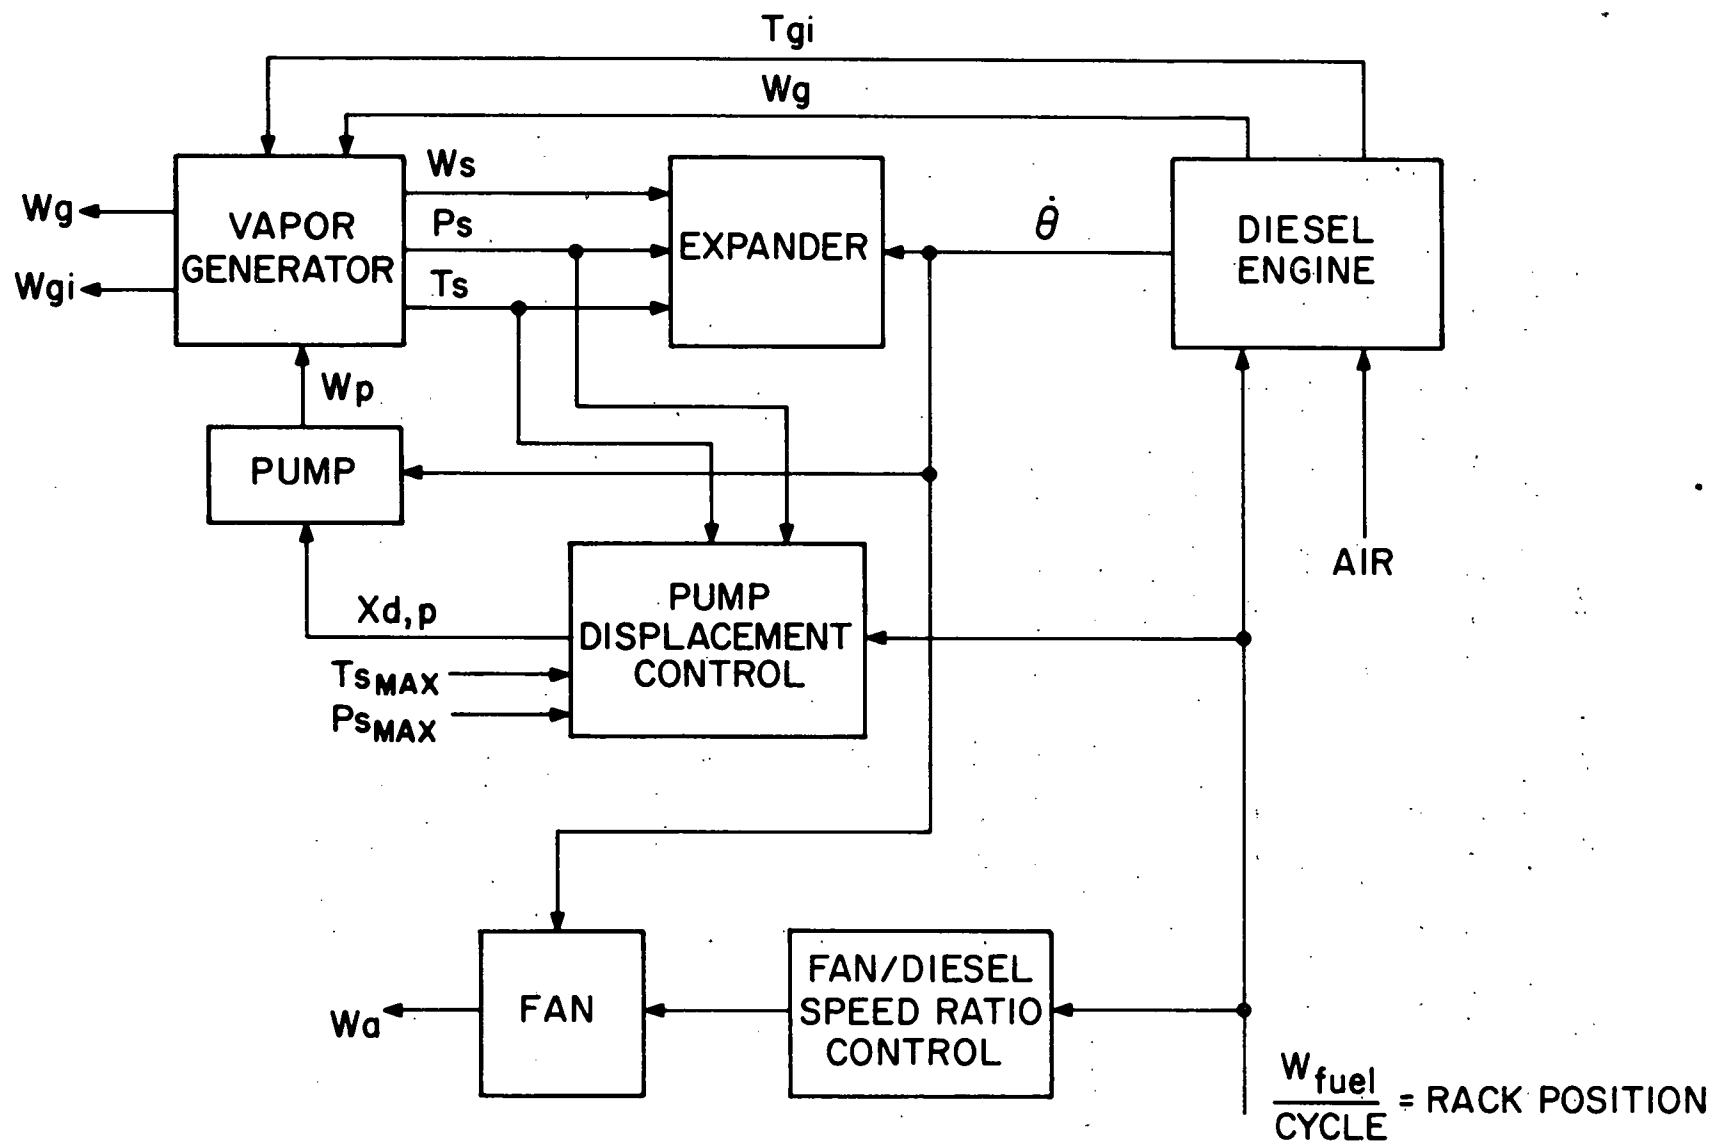 Tgi
Wg
Ws
Wg
Ps
θ̇
VAPOR
GENERATOR
EXPANDER
DIESEL
ENGINE
Wgi
Ts
Wp
PUMP
AIR
PUMP
DISPLACEMENT
CONTROL
Xd,p
TsMAX
PsMAX
FAN/DIESEL
SPEED RATIO
CONTROL
FAN
Wa
Wfuel
CYCLE
= RACK POSITION